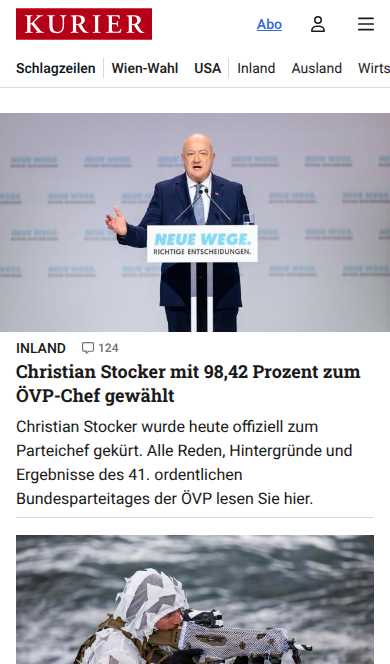 KURIER
Abo
Schlagzeilen Wien-Wahl USA Inland Ausland Wirts
NEUE WEGE.
RICHTIGE ENTSCHEIDUNGEN.
INLAND 124
Christian Stocker mit 98,42 Prozent zum
ÖVP-Chef gewählt
Christian Stocker wurde heute offiziell zum
Parteichef gekürt. Alle Reden, Hintergründe und
Ergebnisse des 41. ordentlichen
Bundesparteitages der ÖVP lesen Sie hier.